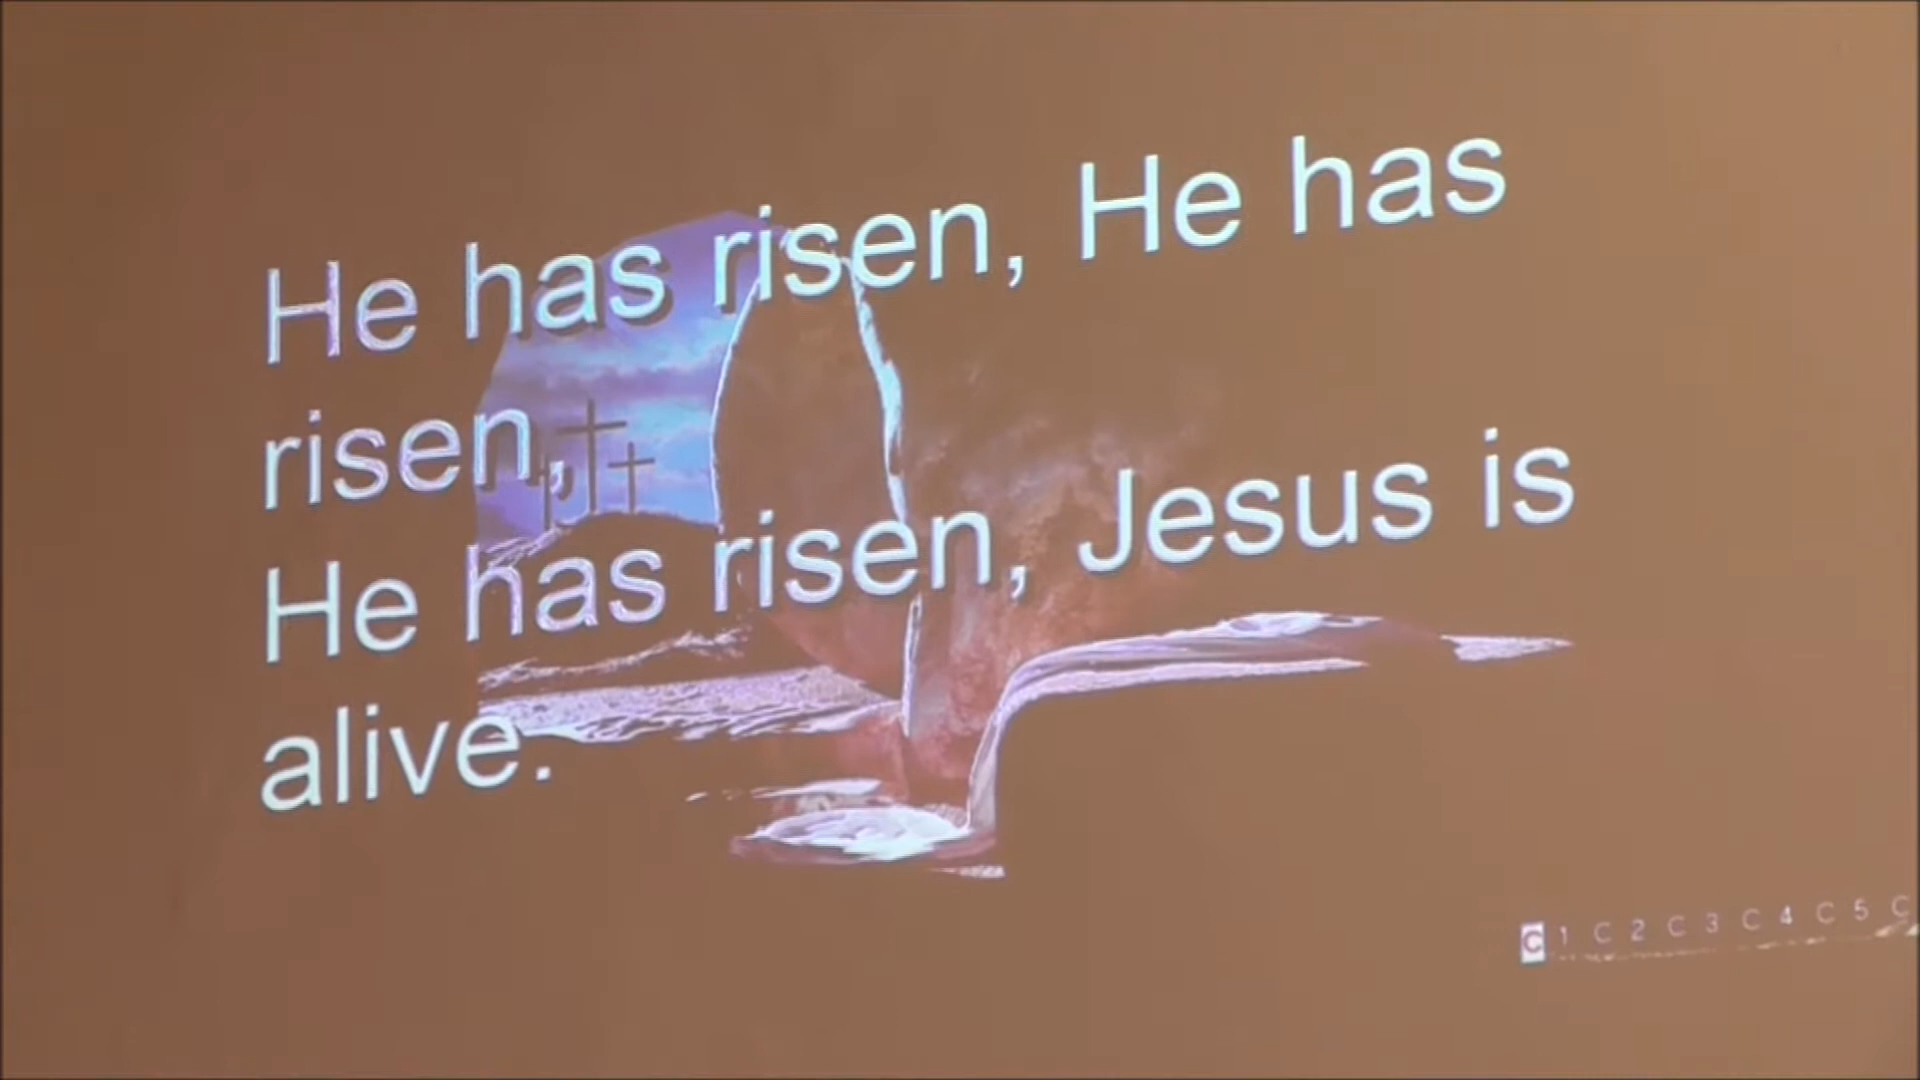 He has risen, He has
risen,
He has risen, Jesus is
alive.
C 1 C 2 C 3 C 4 C 5 C